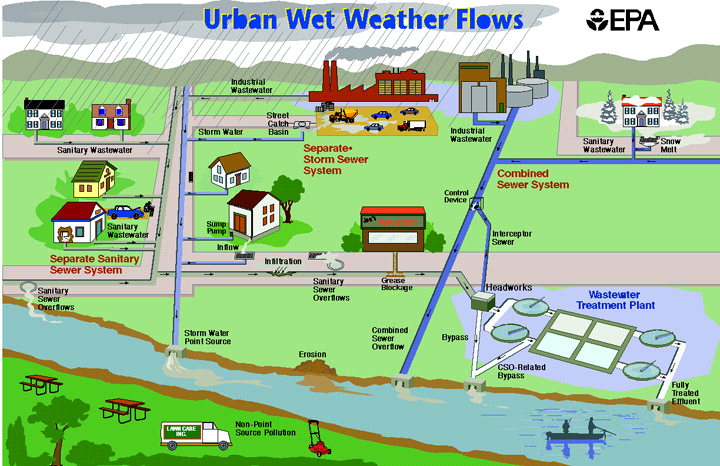 Urban Wet Weather Flows
EPA
Industrial
Wastewater
Street
Catch
Basin
Storm Water
Separate
Storm Sewer
System
Industrial
Wastewater
Sanitary
Wastewater
Snow
Melt
Combined
Sewer System
Sanitary Wastewater
Control
Device
Sanitary
Wastewater
Separate Sanitary
Sewer System
Sump
Pump
Inflow
Interceptor
Sewer
Infiltration
Sanitary
Sewer
Overflows
Grease
Blockage
Headworks
Wastewater
Treatment Plant
Sanitary
Sewer
Overflows
Storm Water
Point Source
Erosion
Combined
Sewer
Overflow
Bypass
CSO-Related
Bypass
Fully
Treated
Effluent
LAWN CARE
INC.
Non-Point
Source Pollution